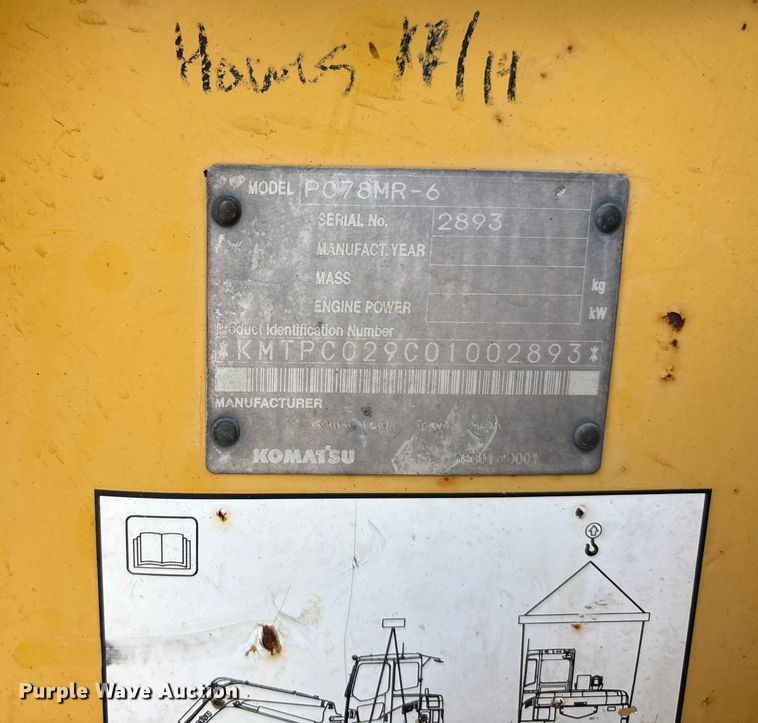 Hours
MODEL PC78MR-6
SERIAL No. 2893
MANUFACT. YEAR
MASS kg
ENGINE POWER kW
Product Identification Number
*KMTPC029C01002893*
MANUFACTURER
KOMATSU
Purple Wave Auction